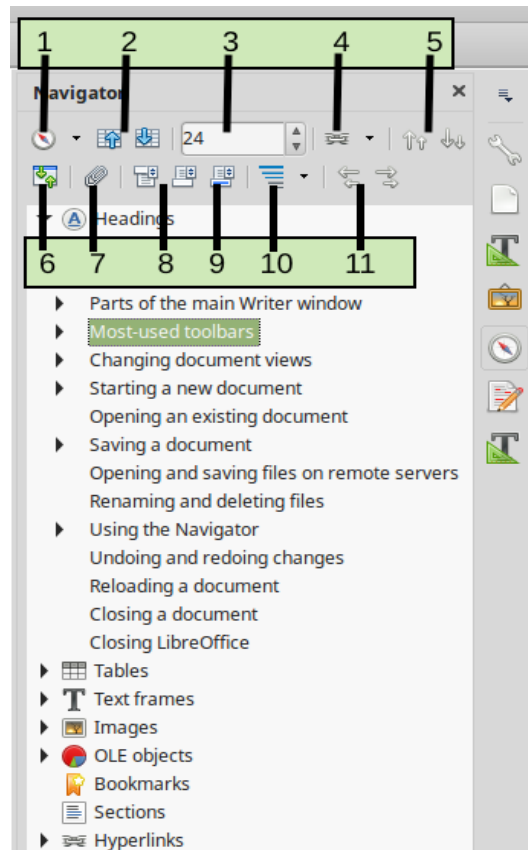 1 2 3 4 5
Navigator
24
A Headings
6 7 8 9 10 11
Parts of the main Writer window
Most-used toolbars
Changing document views
Starting a new document
Opening an existing document
Saving a document
Opening and saving files on remote servers
Renaming and deleting files
Using the Navigator
Undoing and redoing changes
Reloading a document
Closing a document
Closing LibreOffice
Tables
T Text frames
Images
OLE objects
Bookmarks
Sections
Hyperlinks